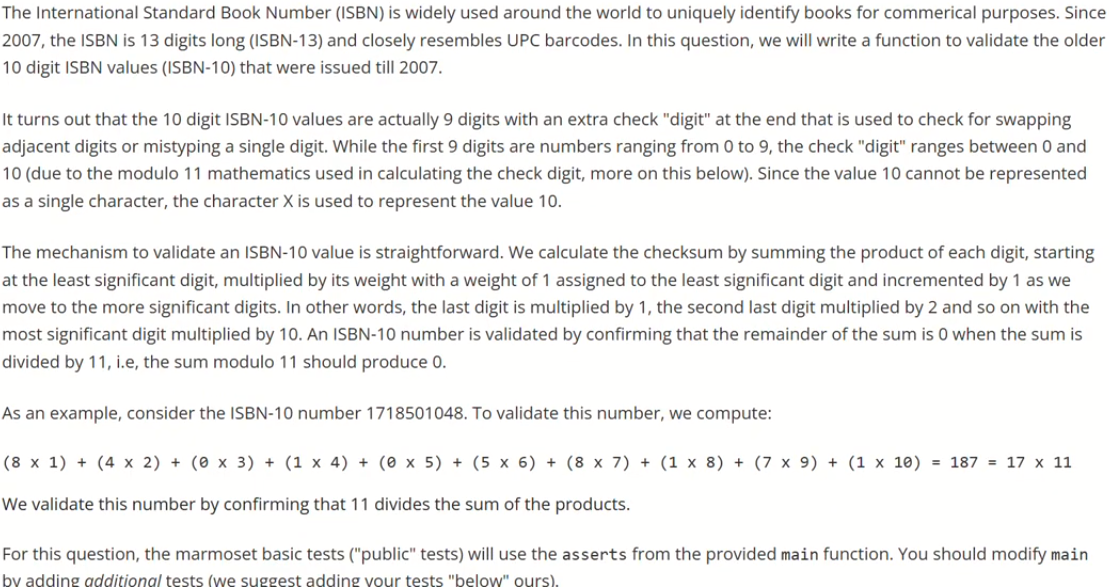 The International Standard Book Number (ISBN) is widely used around the world to uniquely identify books for commerical purposes. Since
2007, the ISBN is 13 digits long (ISBN-13) and closely resembles UPC barcodes. In this question, we will write a function to validate the older
10 digit ISBN values (ISBN-10) that were issued till 2007.
It turns out that the 10 digit ISBN-10 values are actually 9 digits with an extra check "digit" at the end that is used to check for swapping
adjacent digits or mistyping a single digit. While the first 9 digits are numbers ranging from 0 to 9, the check "digit" ranges between 0 and
10 (due to the modulo 11 mathematics used in calculating the check digit, more on this below). Since the value 10 cannot be represented
as a single character, the character X is used to represent the value 10.
The mechanism to validate an ISBN-10 value is straightforward. We calculate the checksum by summing the product of each digit, starting
at the least significant digit, multiplied by its weight with a weight of 1 assigned to the least significant digit and incremented by 1 as we
move to the more significant digits. In other words, the last digit is multiplied by 1, the second last digit multiplied by 2 and so on with the
most significant digit multiplied by 10. An ISBN-10 number is validated by confirming that the remainder of the sum is 0 when the sum is
divided by 11, i.e, the sum modulo 11 should produce 0.
As an example, consider the ISBN-10 number 1718501048. To validate this number, we compute:
(8 x 1) + (4 x 2) + (0 x 3) + (1 x 4) + (0 x 5) + (5 x 6) + (8 x 7) + (1 x 8) + (7 x 9) + (1 x 10) = 187 = 17 x 11
We validate this number by confirming that 11 divides the sum of the products.
For this question, the marmoset basic tests ("public" tests) will use the asserts from the provided main function. You should modify main
by adding additional tests (we suggest adding your tests "below" ours).